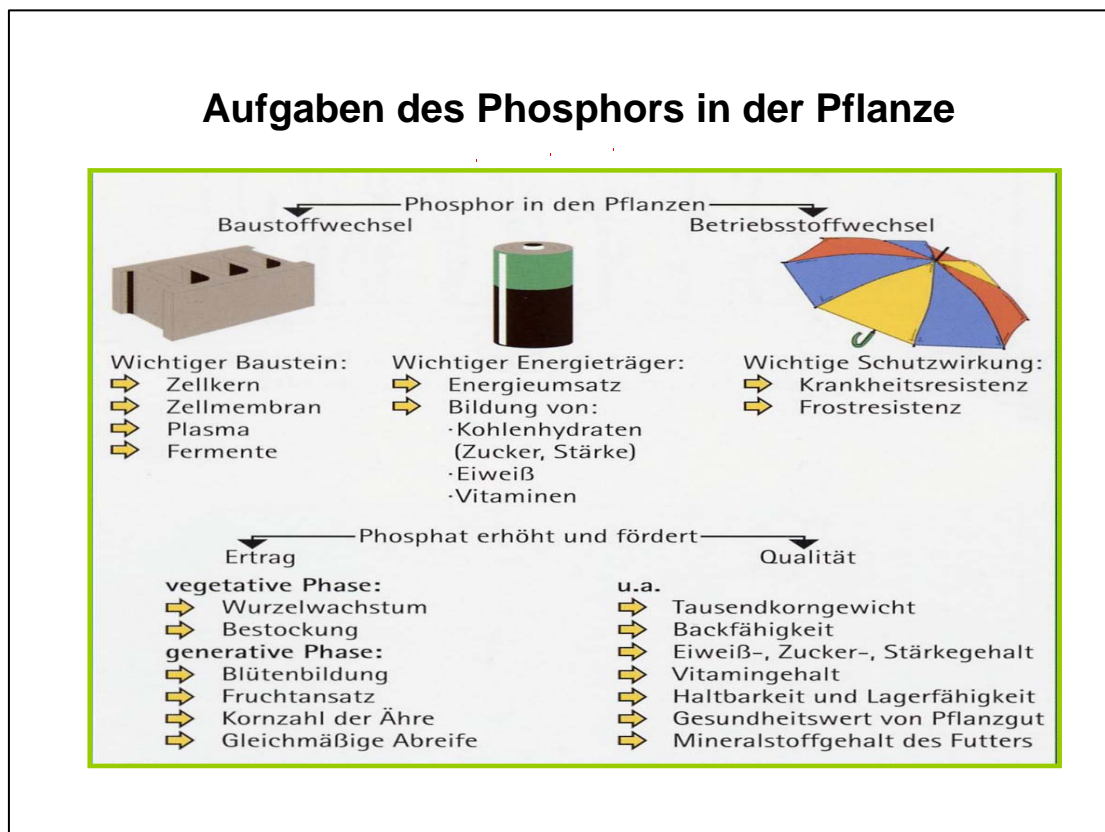 Aufgaben des Phosphors in der Pflanze
Phosphor in den Pflanzen
Baustoffwechsel
Betriebsstoffwechsel
Wichtiger Baustein:
Zellkern
Zellmembran
Plasma
Fermente
Wichtiger Energieträger:
Energieumsatz
Bildung von:
·Kohlenhydraten
(Zucker, Stärke)
·Eiweiß
·Vitaminen
Wichtige Schutzwirkung:
Krankheitsresistenz
Frostresistenz
Phosphat erhöht und fördert
Ertrag
vegetative Phase:
Wurzelwachstum
Bestockung
generative Phase:
Blütenbildung
Fruchtansatz
Kornzahl der Ähre
Gleichmäßige Abreife
Qualität
u.a.
Tausendkorngewicht
Backfähigkeit
Eiweiß-, Zucker-, Stärkegehalt
Vitamingehalt
Haltbarkeit und Lagerfähigkeit
Gesundheitswert von Pflanzgut
Mineralstoffgehalt des Futters